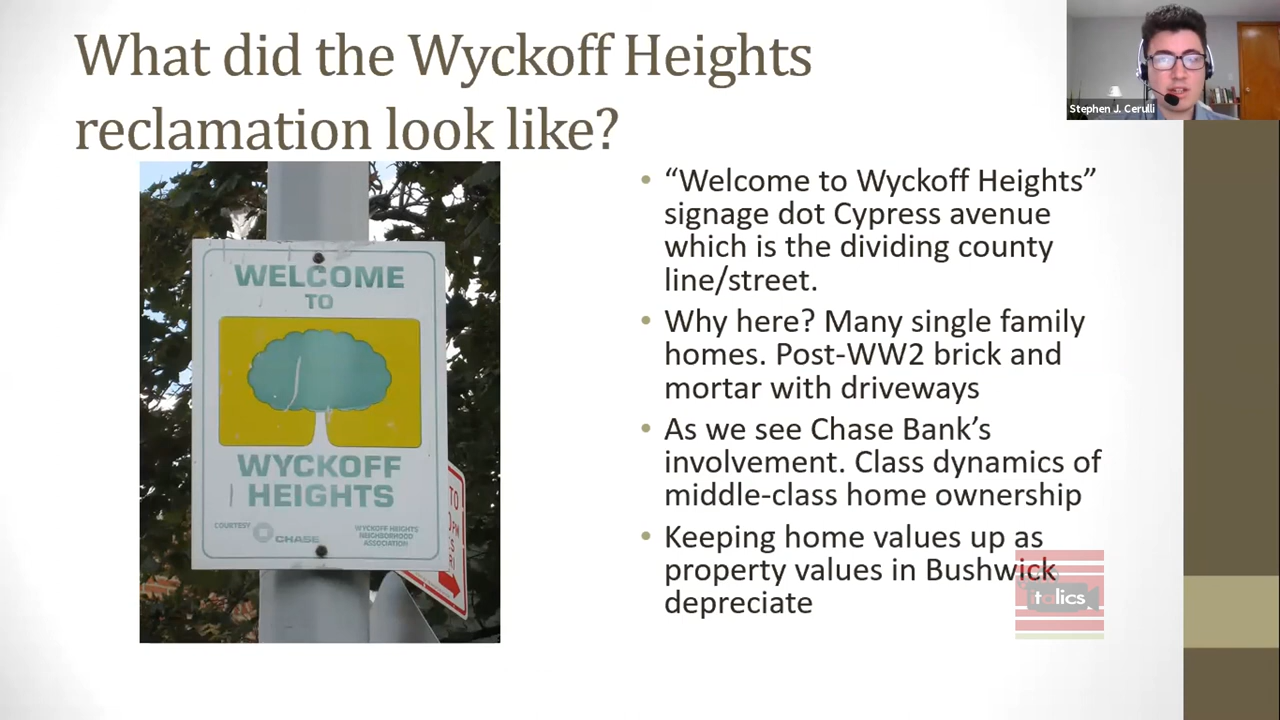 What did the Wyckoff Heights
reclamation look like?
Stephen J. Cerulli
WELCOME
TO
WYCKOFF
HEIGHTS
COURTESY
CHASE
WYCKOFF HEIGHTS
NEIGHBORHOOD
ASSOCIATION
TO
• “Welcome to Wyckoff Heights”
signage dot Cypress avenue
which is the dividing county
line/street.
• Why here? Many single family
homes. Post-WW2 brick and
mortar with driveways
• As we see Chase Bank’s
involvement. Class dynamics of
middle-class home ownership
• Keeping home values up as
property values in Bushwick
depreciate
italics